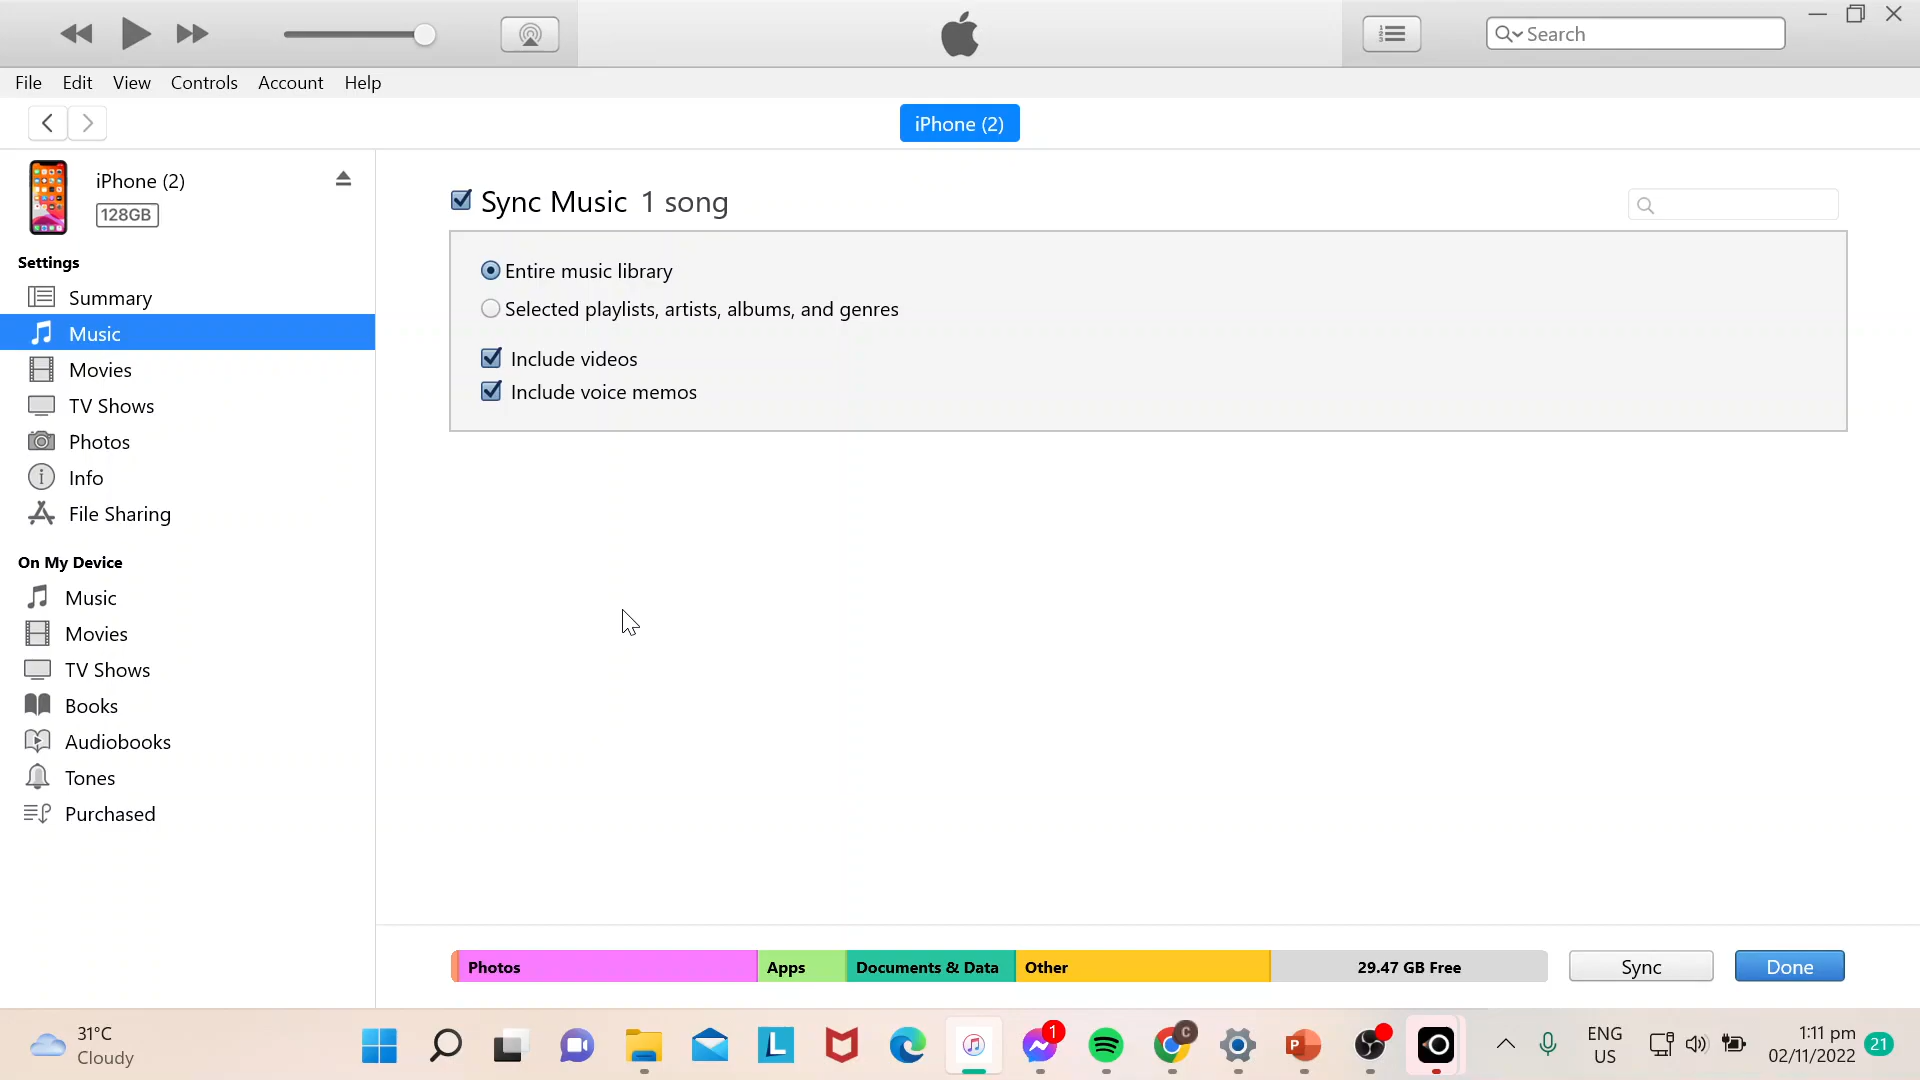 Search
File Edit View Controls Account Help
iPhone (2)
iPhone (2)
128GB
Settings
Summary
Music
Movies
TV Shows
Photos
Info
File Sharing
On My Device
Music
Movies
TV Shows
Books
Audiobooks
Tones
Purchased
Sync Music 1 song
Entire music library
Selected playlists, artists, albums, and genres
Include videos
Include voice memos
Photos Apps Documents & Data Other 29.47 GB Free Sync Done
31°C
Cloudy
L
1
C
P
ENG
US
1:11 pm
02/11/2022
21